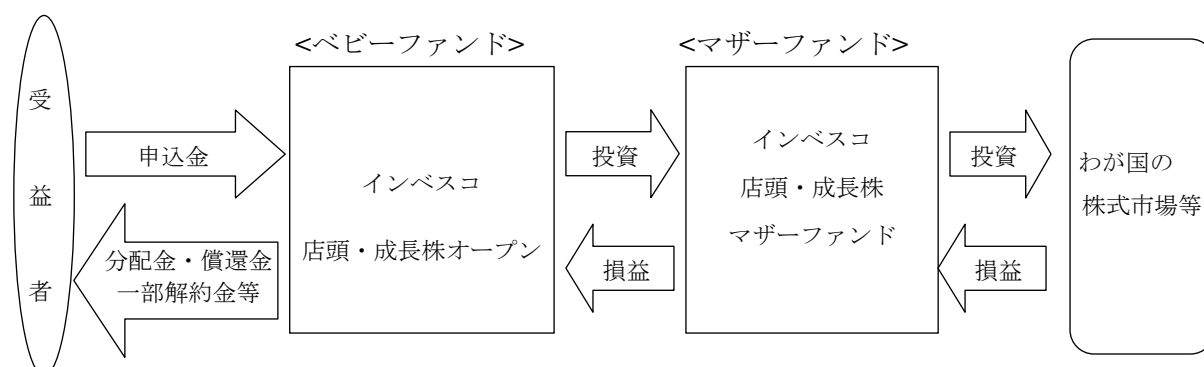 受益者
申込金
分配金・償還金
一部解約金等
<ベビーファンド>
インベスコ
店頭・成長株オープン
投資
損益
<マザーファンド>
インベスコ
店頭・成長株
マザーファンド
投資
損益
わが国の
株式市場等